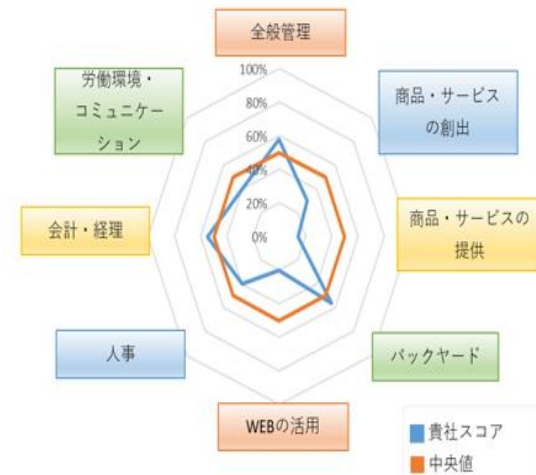 全般管理
労働環境・
コミュニケー
ション
商品・サービス
の創出
100%
80%
60%
40%
20%
0%
会計・経理
商品・サービスの
提供
人事
バックヤード
WEBの活用
貴社スコア
中央値